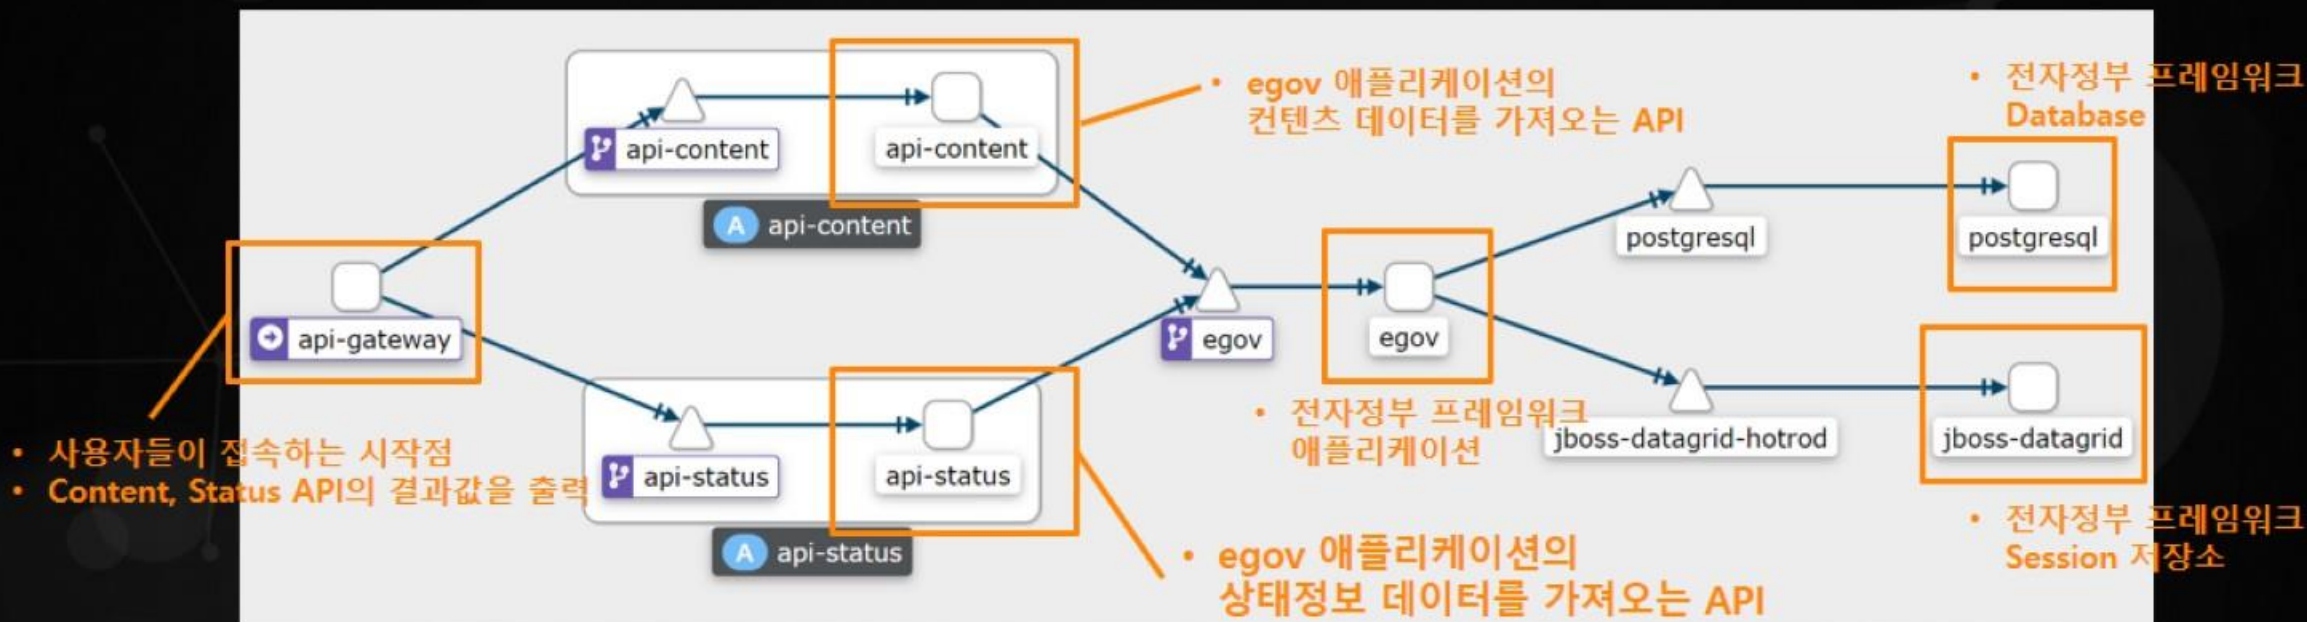 • egov 애플리케이션의
컨텐츠 데이터를 가져오는 API
• 전자정부 프레임워크
Database
api-content
api-content
A api-content
postgresql
postgresql
api-gateway
egov
egov
• 사용자들이 접속하는 시작점
• Content, Status API의 결과값을 출력
• 전자정부 프레임워크
애플리케이션
jboss-datagrid-hotrod
jboss-datagrid
api-status
api-status
A api-status
• egov 애플리케이션의
상태정보 데이터를 가져오는 API
• 전자정부 프레임워크
Session 저장소